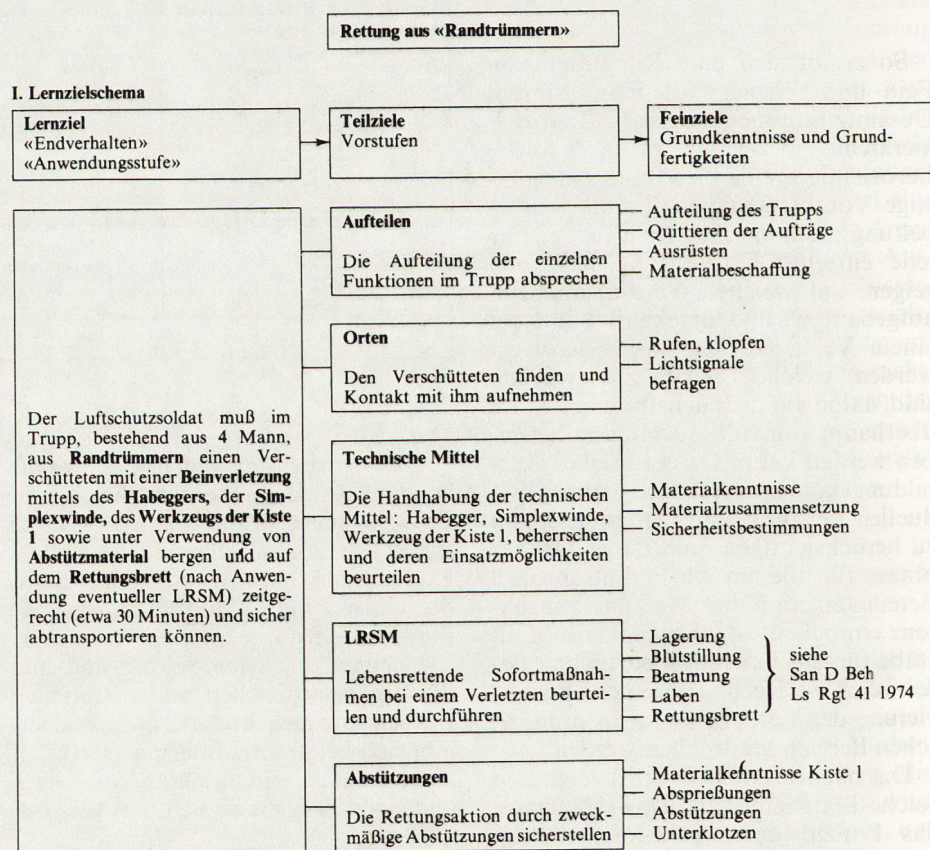 Rettung aus «Randtrümmern»
I. Lernzielschema
Lernziel
«Endverhalten»
«Anwendungsstufe»
Teilziele
Vorstufen
Feinziele
Grundkenntnisse und Grund-
fertigkeiten
Der Luftschutzsoldat muß im
Trupp, bestehend aus 4 Mann,
aus Randtrümmern einen Ver-
schütteten mit einer Beinverletzung
mittels des Habeggers, der Sim-
plexwinde, des Werkzeugs der Kiste
1 sowie unter Verwendung von
Abstützmaterial bergen und auf
dem Rettungsbrett (nach Anwen-
dung eventueller LRSM) zeitge-
recht (etwa 30 Minuten) und sicher
abtransportieren können.
Aufteilen
Die Aufteilung der einzelnen
Funktionen im Trupp absprechen
Aufteilung des Trupps
Quittieren der Aufträge
Ausrüsten
Materialbeschaffung
Orten
Den Verschütteten finden und
Kontakt mit ihm aufnehmen
Rufen, klopfen
Lichtsignale
befragen
Technische Mittel
Die Handhabung der technischen
Mittel: Habegger, Simplexwinde,
Werkzeug der Kiste 1, beherrschen
und deren Einsatzmöglichkeiten
beurteilen
Materialkenntnisse
Materialzusammensetzung
Sicherheitsbestimmungen
LRSM
Lebensrettende Sofortmaßnah-
men bei einem Verletzten beurtei-
len und durchführen
Lagerung
Blutstillung
Beatmung
Laben
Rettungsbrett
siehe
San D Beh
Ls Rgt 41 1974
Abstützungen
Die Rettungsaktion durch zweck-
mäßige Abstützungen sicherstellen
Materialkenntnisse Kiste 1
Absprießungen
Abstützungen
Unterklotzen